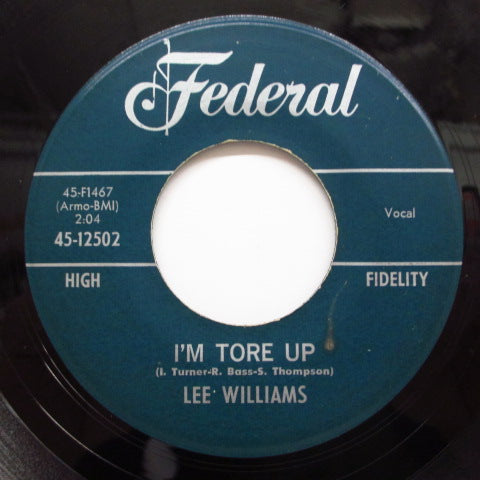 Federal
45-F1467
(Armo-BMI)
2:04
45-12502
Vocal
HIGH FIDELITY
I'M TORE UP
(I. Turner-R. Bass-S. Thompson)
LEE WILLIAMS